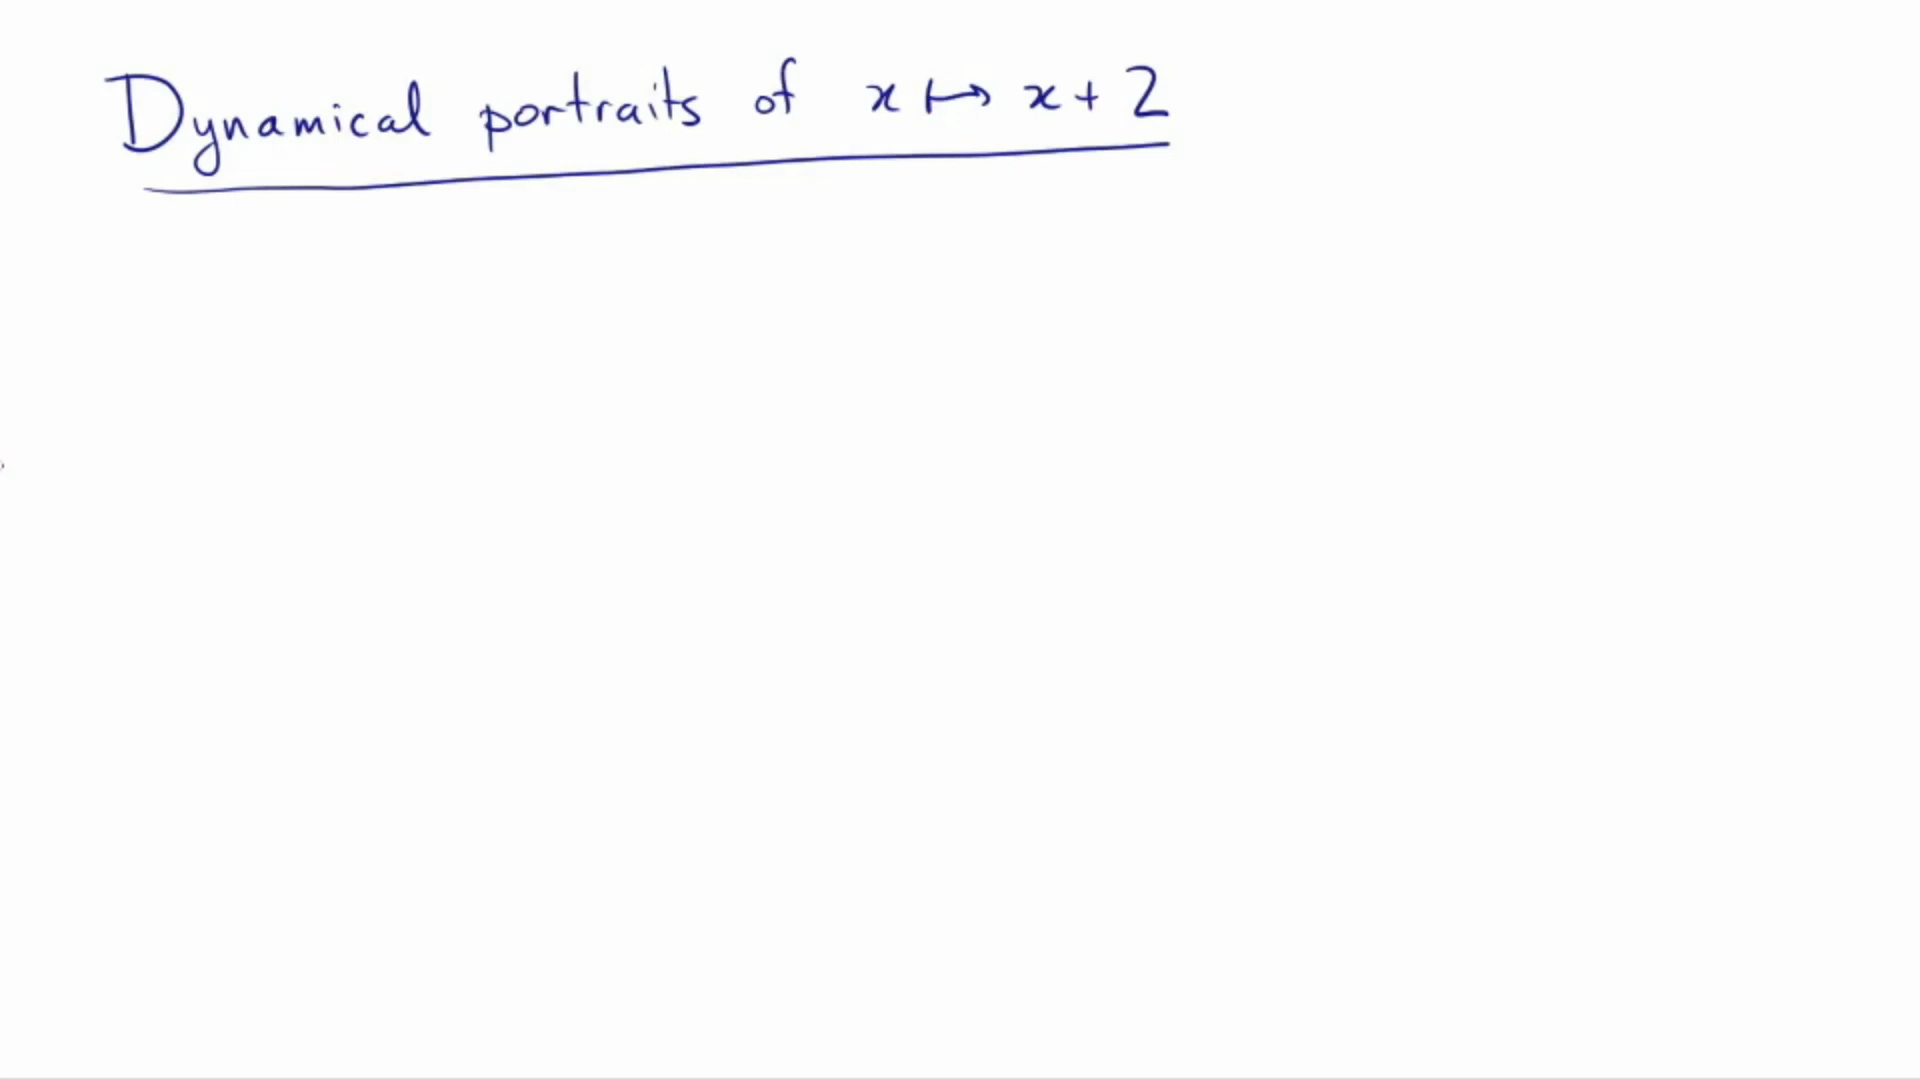 Dynamical portraits of x ↦ x + 2